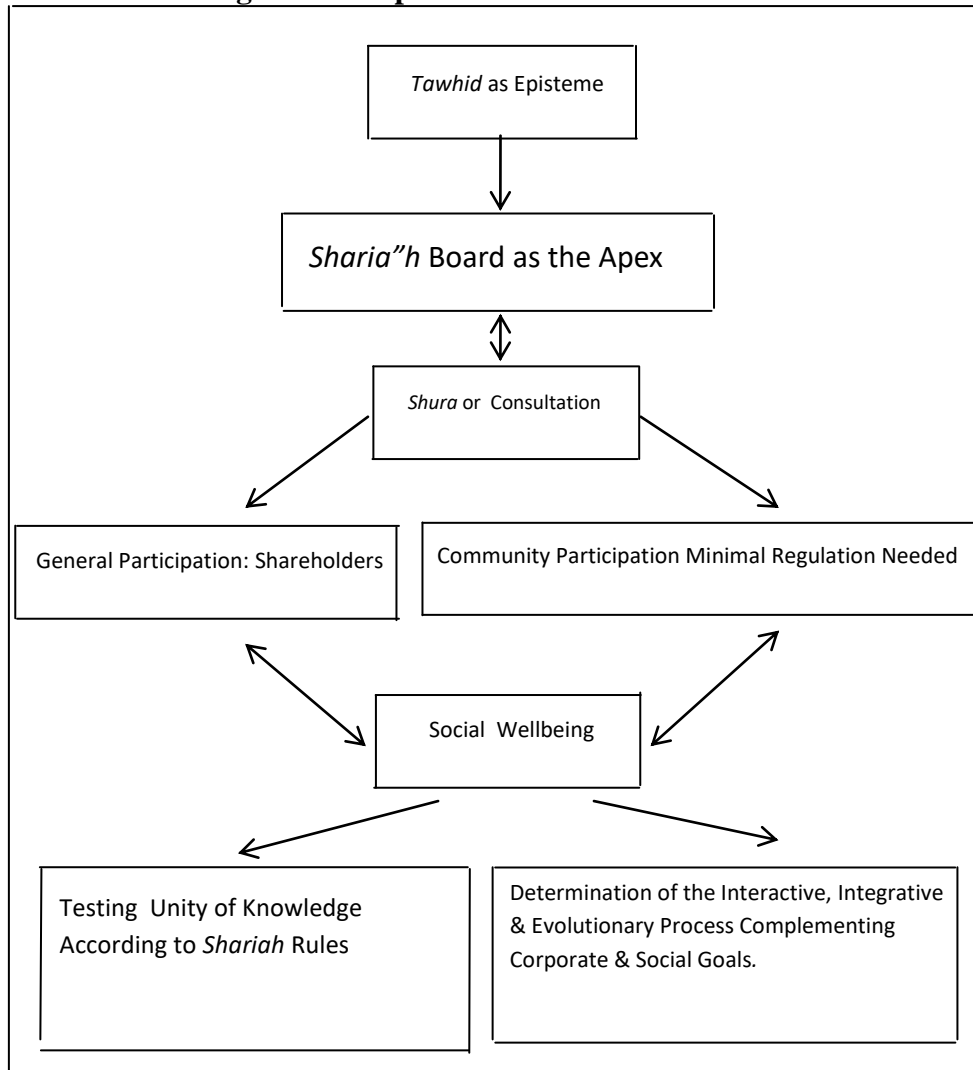 Tawhid as Episteme
Sharia”h Board as the Apex
Shura or Consultation
General Participation: Shareholders
Community Participation Minimal Regulation Needed
Social Wellbeing
Testing Unity of Knowledge
According to Shariah Rules
Determination of the Interactive, Integrative
& Evolutionary Process Complementing
Corporate & Social Goals.